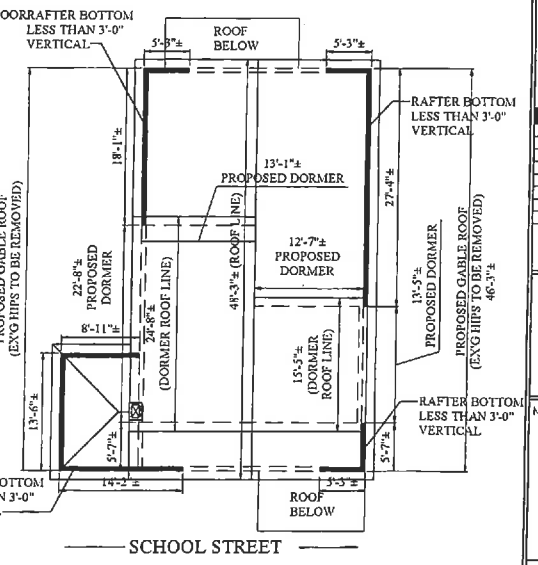 OORRAFTER BOTTOM
LESS THAN 3'-0"
VERTICAL
ROOF
BELOW
5'-3"±
5'-3"±
RAFTER BOTTOM
LESS THAN 3'-0"
VERTICAL
18'-1"±
13'-1"±
PROPOSED DORMER
27'-4"±
PROPOSED GABLE ROOF
(EX'G HIPS TO BE REMOVED)
22'-8"±
PROPOSED
DORMER
24'-8"±
(DORMER ROOF LINE)
48'-3"± (ROOF LINE)
12'-7"±
PROPOSED
DORMER
13'-5"±
PROPOSED DORMER
PROPOSED GABLE ROOF
(EX'G HIPS TO BE REMOVED)
46'-3"±
8'-11"±
15'-5"±
(DORMER
ROOF LINE)
13'-6"±
5'-7"±
RAFTER BOTTOM
LESS THAN 3'-0"
VERTICAL
5'-7"±
OTTOM
N 3'-0"
14'-2"±
5'-3"±
ROOF
BELOW
SCHOOL STREET